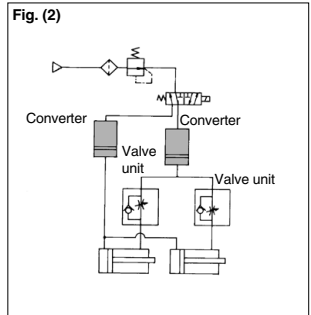 Fig. (2)
Converter
Converter
Valve
unit
Valve unit